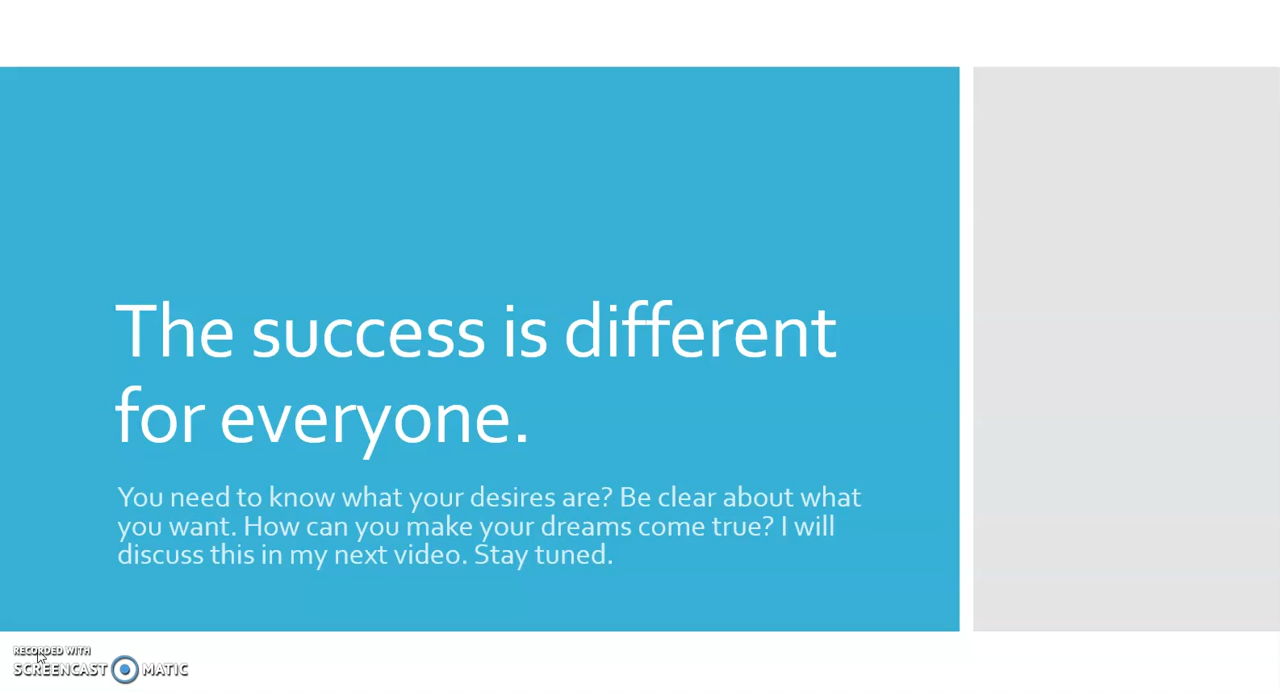 The success is different
for everyone.
You need to know what your desires are? Be clear about what
you want. How can you make your dreams come true? I will
discuss this in my next video. Stay tuned.
RECORDED WITH
SCREENCAST MATIC